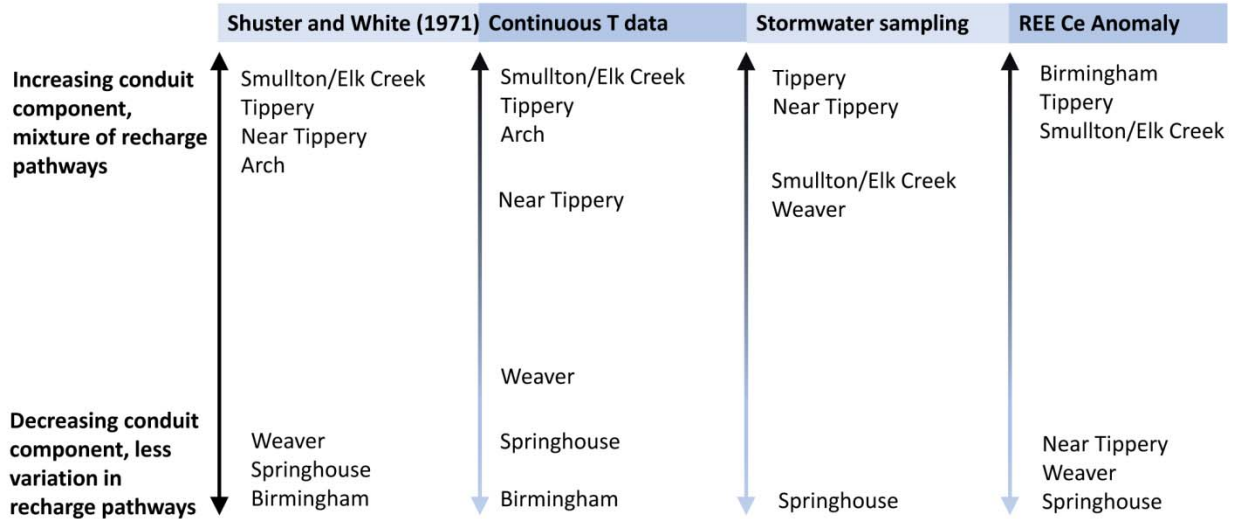 Shuster and White (1971) Continuous T data Stormwater sampling REE Ce Anomaly
Increasing conduit
component,
mixture of recharge
pathways
Smullton/Elk Creek
Tippery
Near Tippery
Arch
Smullton/Elk Creek
Tippery
Arch
Near Tippery
Tippery
Near Tippery
Smullton/Elk Creek
Weaver
Birmingham
Tippery
Smullton/Elk Creek
Decreasing conduit
component, less
variation in
recharge pathways
Weaver
Springhouse
Birmingham
Weaver
Springhouse
Birmingham
Springhouse
Near Tippery
Weaver
Springhouse